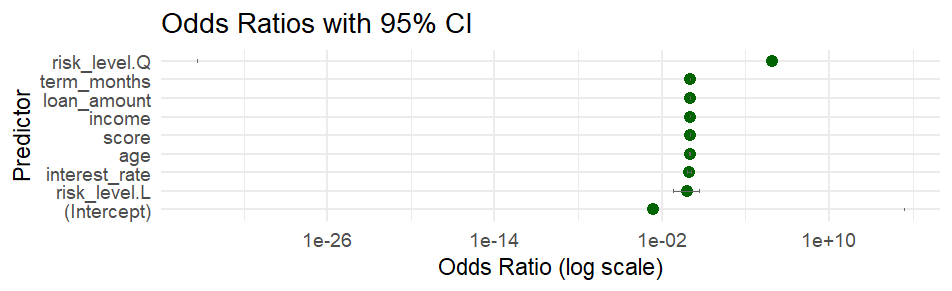 Odds Ratios with 95% CI
Predictor
risk_level.Q
term_months
loan_amount
income
score
age
interest_rate
risk_level.L
(Intercept)
1e-26 1e-14 1e-02 1e+10
Odds Ratio (log scale)